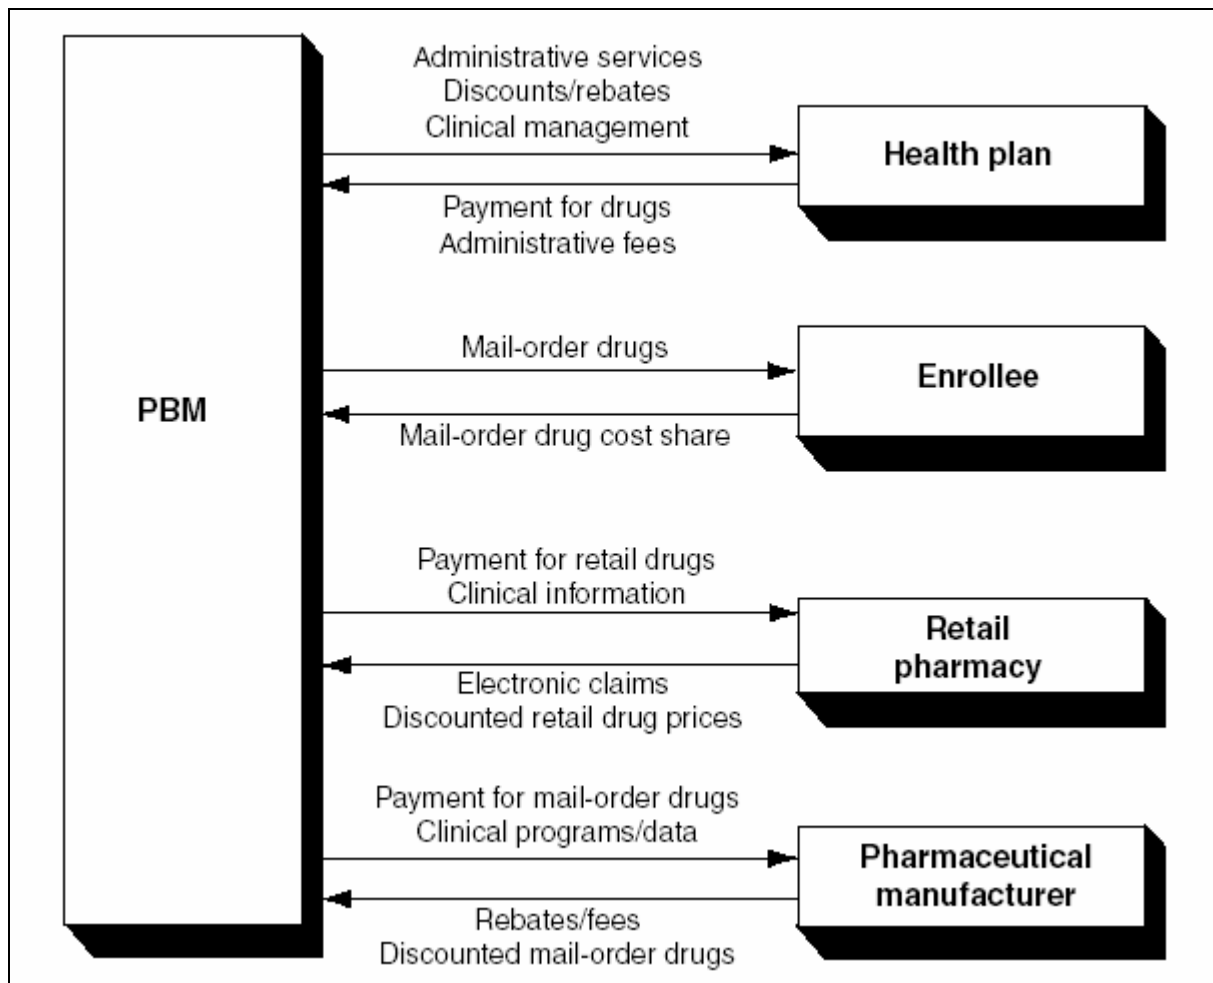 Administrative services
Discounts/rebates
Clinical management
Health plan
Payment for drugs
Administrative fees
Mail-order drugs
Enrollee
PBM
Mail-order drug cost share
Payment for retail drugs
Clinical information
Retail
pharmacy
Electronic claims
Discounted retail drug prices
Payment for mail-order drugs
Clinical programs/data
Pharmaceutical
manufacturer
Rebates/fees
Discounted mail-order drugs